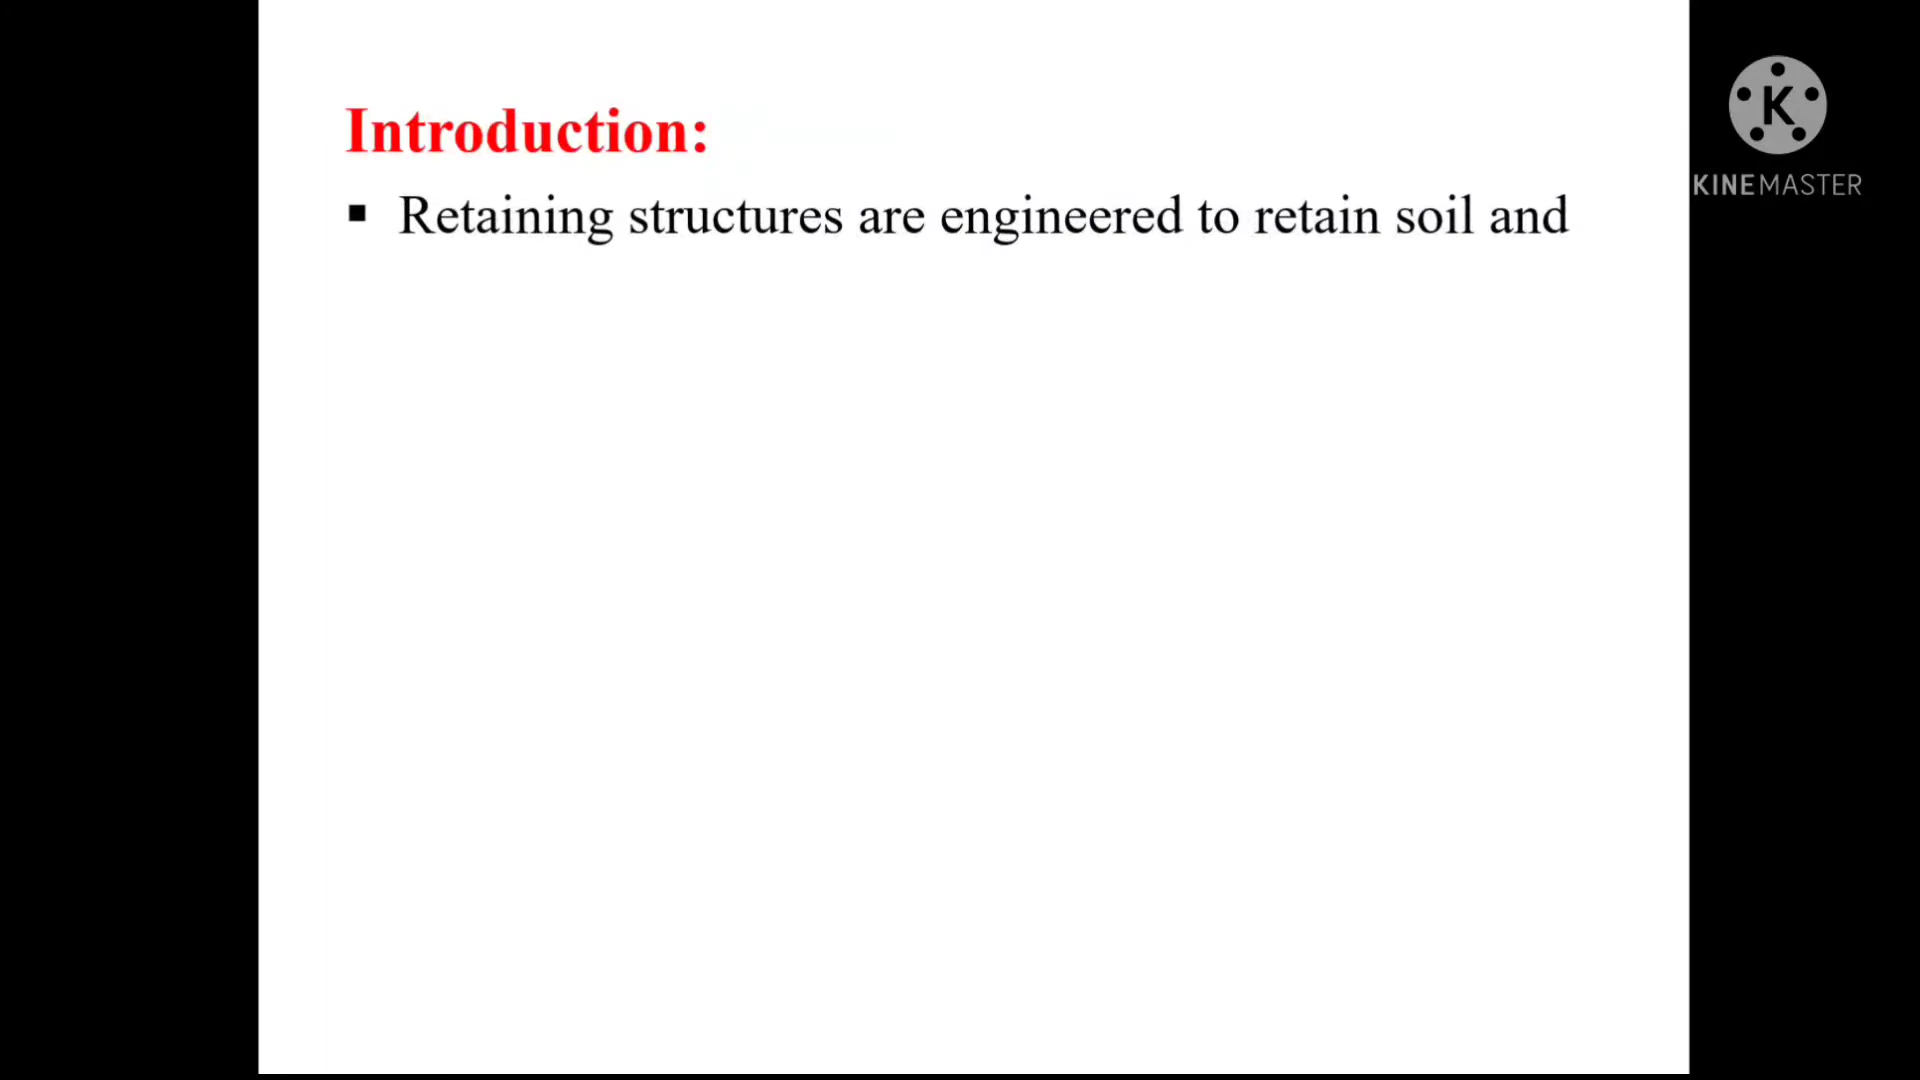 Introduction:
▪ Retaining structures are engineered to retain soil and
K
KINEMASTER